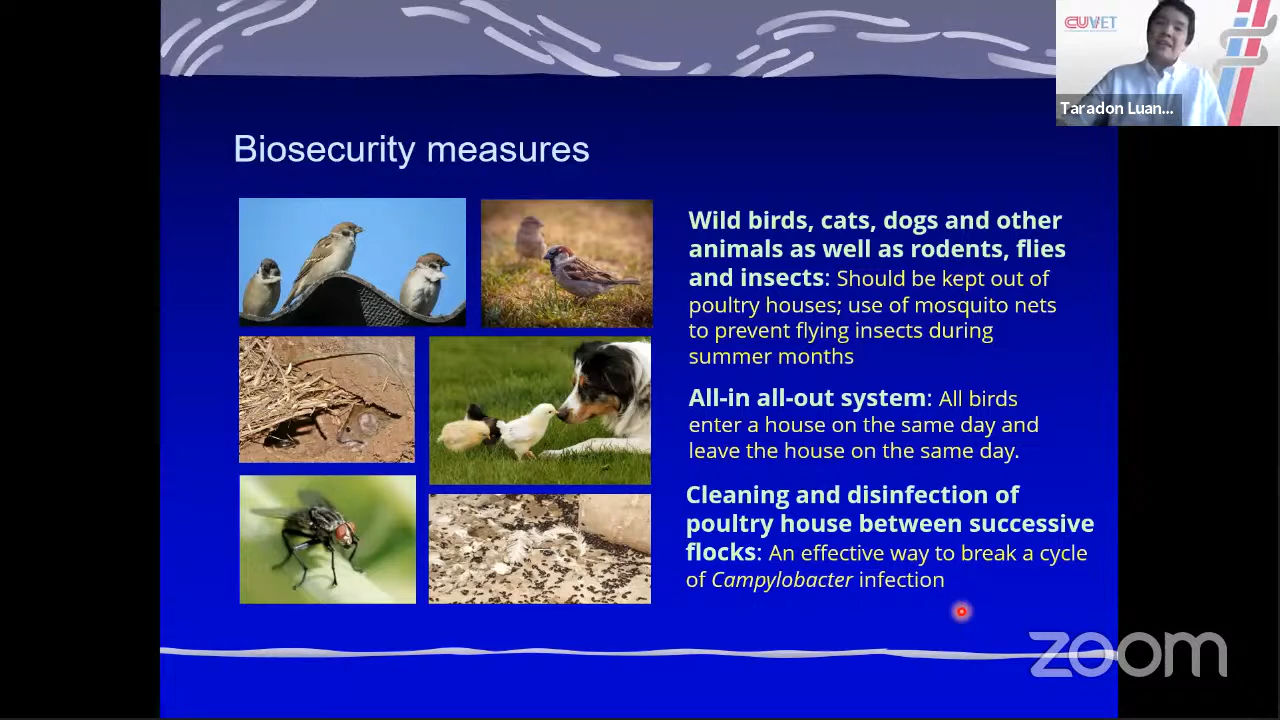 CUVET
Taradon Luan...
Biosecurity measures
Wild birds, cats, dogs and other
animals as well as rodents, flies
and insects: Should be kept out of
poultry houses; use of mosquito nets
to prevent flying insects during
summer months
All-in all-out system: All birds
enter a house on the same day and
leave the house on the same day.
Cleaning and disinfection of
poultry house between successive
flocks: An effective way to break a cycle
of Campylobacter infection
zoom